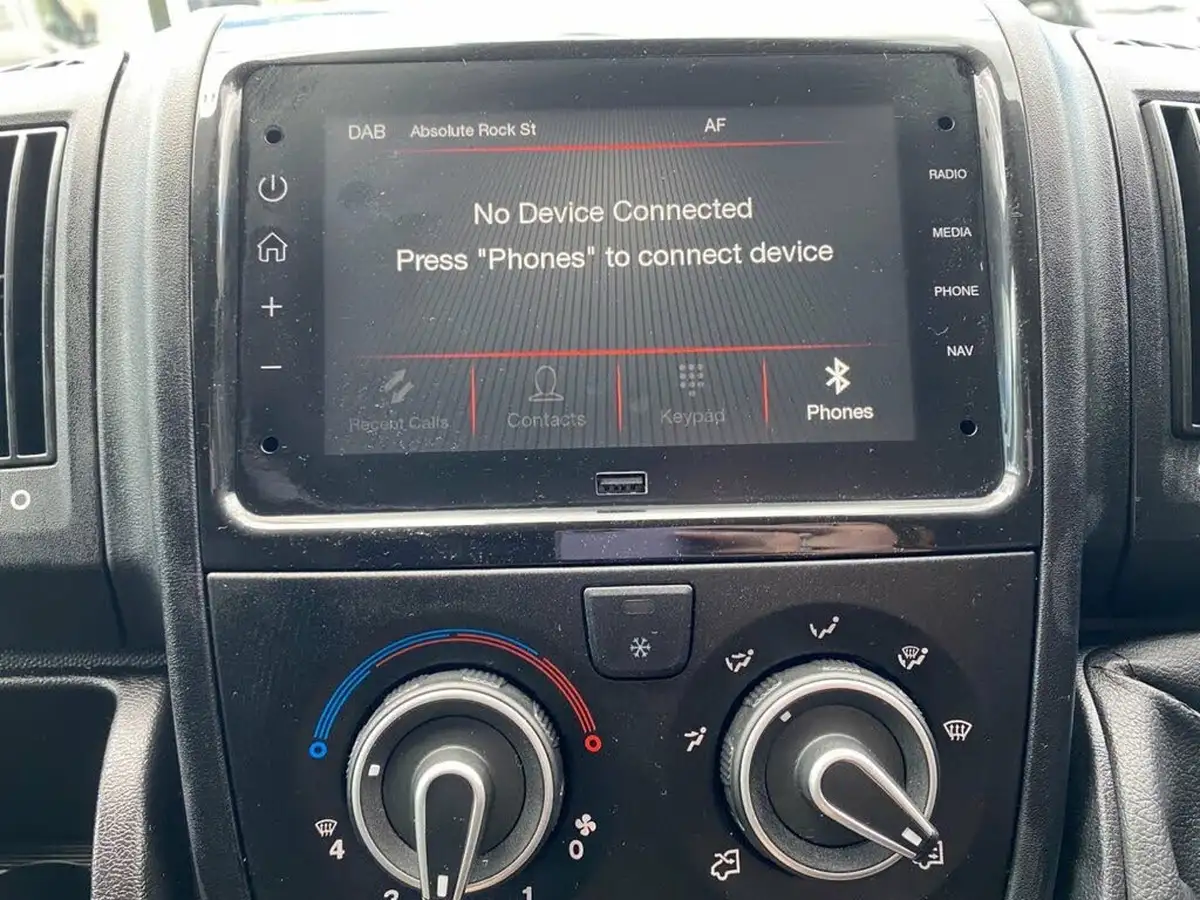 DAB Absolute Rock St AF
RADIO
No Device Connected
MEDIA
Press "Phones" to connect device
PHONE
NAV
Recent Calls Contacts Keypad Phones
4 0
2 1